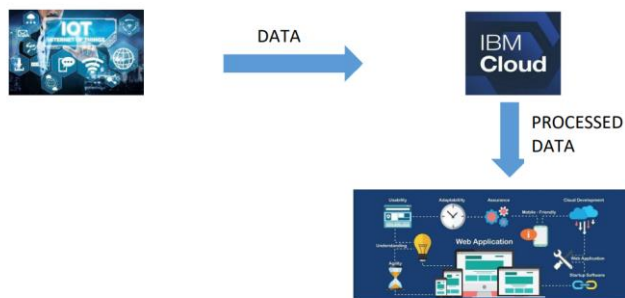 IOT
INTERNET OF THINGS
DATA
IBM
Cloud
PROCESSED
DATA
Usability
Adaptability
Assurance
Cloud Development
Mobile - Friendly
Understanding
Web Application
Web Application
Agility
Startup Software